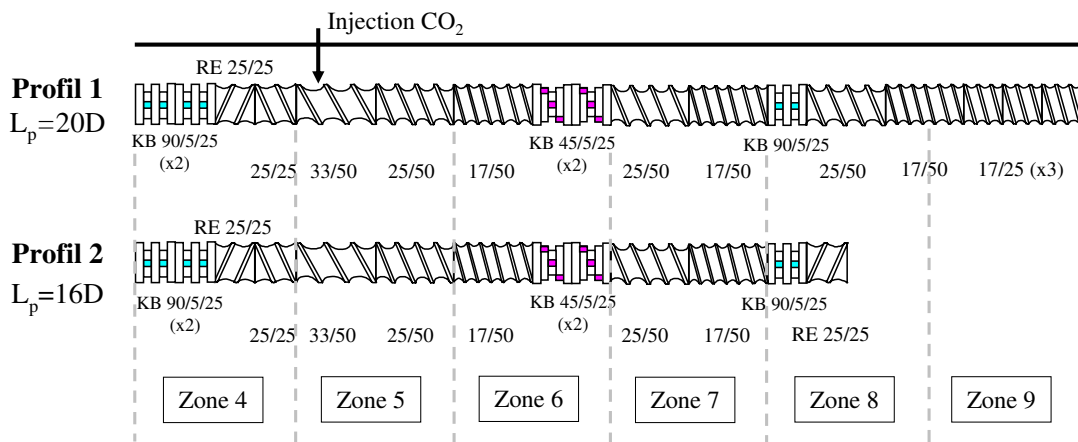 Injection CO₂
RE 25/25
Profil 1
Lₚ=20D
KB 90/5/25
(x2)
KB 45/5/25
(x2)
KB 90/5/25
25/25 33/50 25/50 17/50 25/50 17/50 25/50 17/50 17/25 (x3)
RE 25/25
Profil 2
Lₚ=16D
KB 90/5/25
(x2)
KB 45/5/25
(x2)
KB 90/5/25
25/25 33/50 25/50 17/50 25/50 17/50 RE 25/25
Zone 4 Zone 5 Zone 6 Zone 7 Zone 8 Zone 9